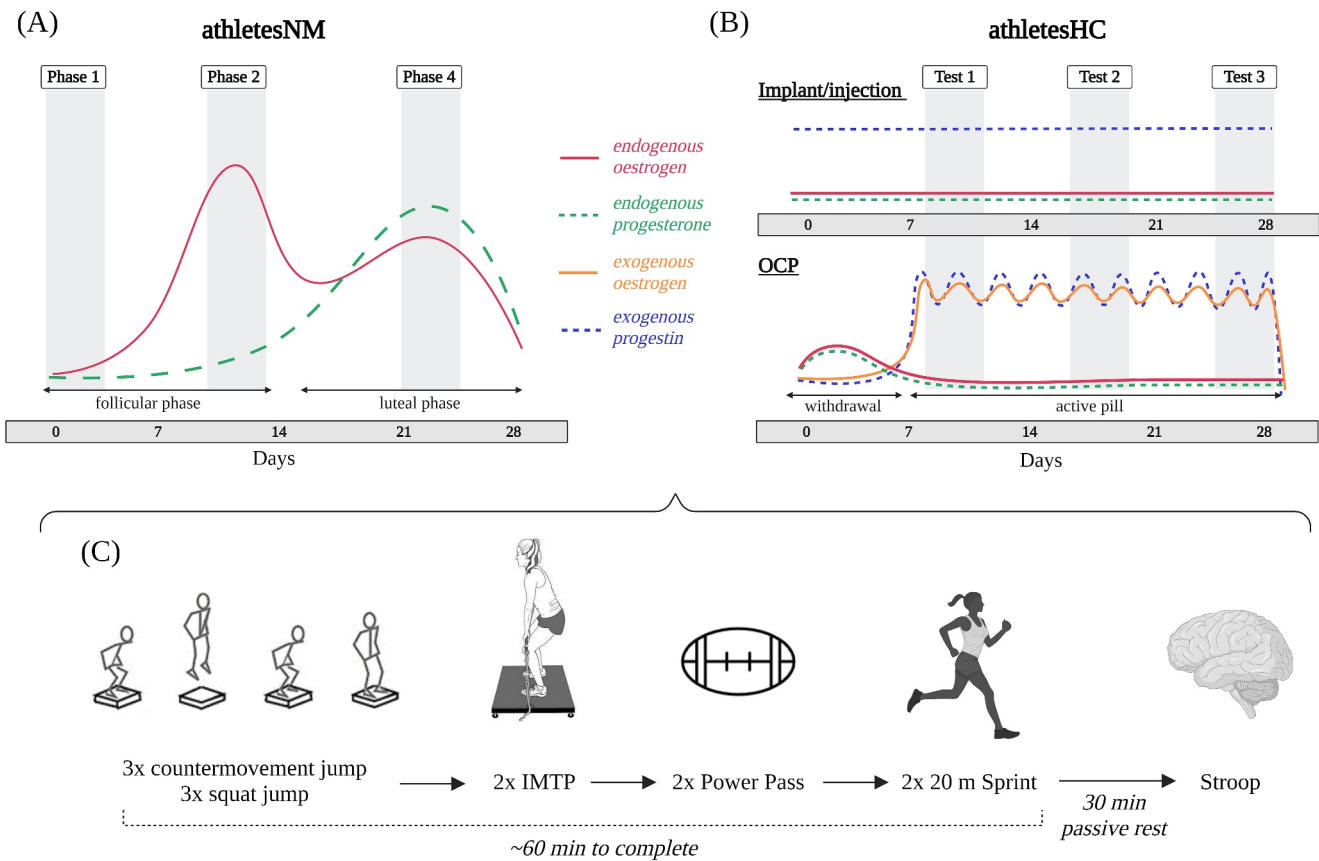 (A)
athletesNM
Phase 1
Phase 2
Phase 4
follicular phase
luteal phase
0 7 14 21 28
Days
endogenous
oestrogen
endogenous
progesterone
exogenous
oestrogen
exogenous
progestin
(B)
athletesHC
Test 1
Test 2
Test 3
Implant/injection
0 7 14 21 28
OCP
withdrawal
active pill
0 7 14 21 28
Days
(C)
3x countermovement jump
3x squat jump
2x IMTP
2x Power Pass
2x 20 m Sprint
30 min
passive rest
Stroop
~60 min to complete